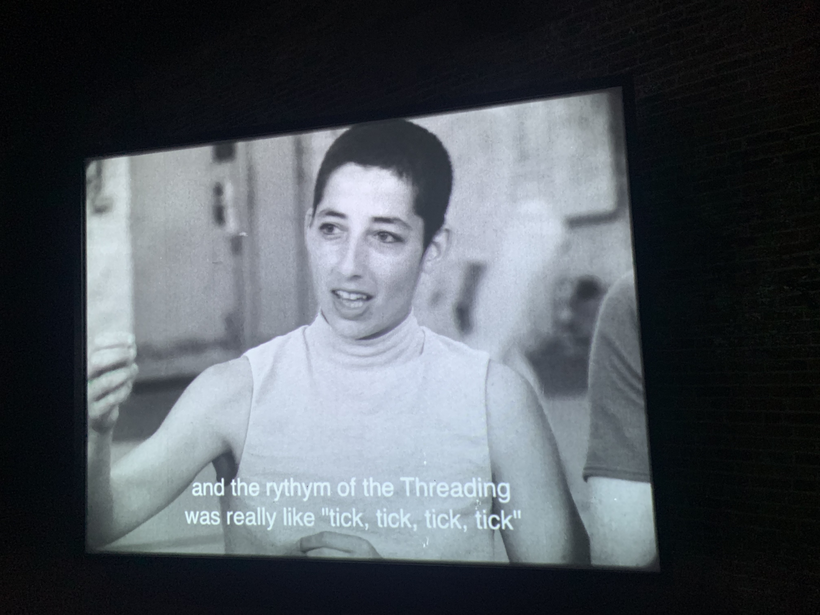 and the rythym of the Threading
was really like "tick, tick, tick, tick"